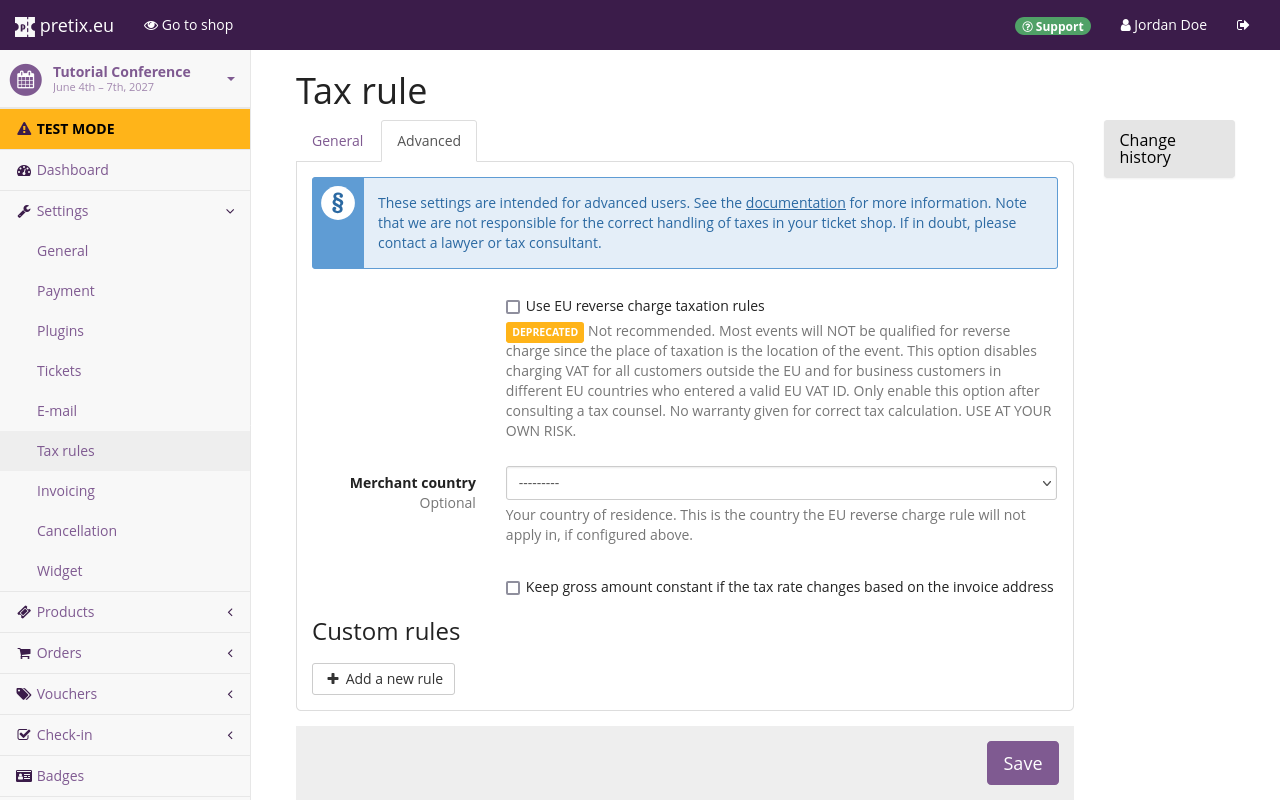 pretix.eu
Go to shop
Support
Jordan Doe
Tutorial Conference
June 4th – 7th, 2027
TEST MODE
Dashboard
Settings
General
Payment
Plugins
Tickets
E-mail
Tax rules
Invoicing
Cancellation
Widget
Products
Orders
Vouchers
Check-in
Badges
Tax rule
General
Advanced
§
These settings are intended for advanced users. See the documentation for more information. Note
that we are not responsible for the correct handling of taxes in your ticket shop. If in doubt, please
contact a lawyer or tax consultant.
Use EU reverse charge taxation rules
DEPRECATED Not recommended. Most events will NOT be qualified for reverse
charge since the place of taxation is the location of the event. This option disables
charging VAT for all customers outside the EU and for business customers in
different EU countries who entered a valid EU VAT ID. Only enable this option after
consulting a tax counsel. No warranty given for correct tax calculation. USE AT YOUR
OWN RISK.
Merchant country
Optional
---------
Your country of residence. This is the country the EU reverse charge rule will not
apply in, if configured above.
Keep gross amount constant if the tax rate changes based on the invoice address
Custom rules
Add a new rule
Save
Change
history